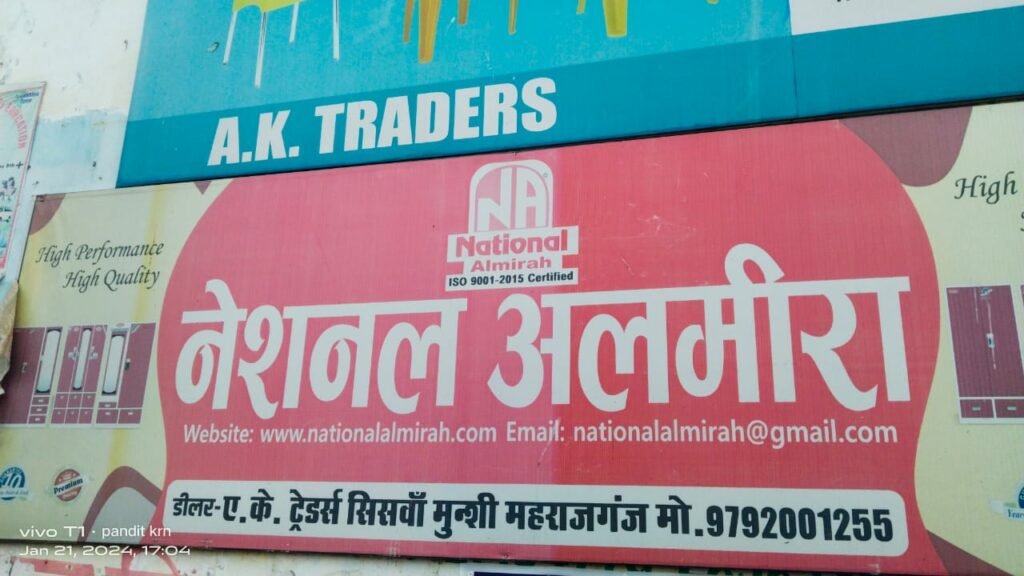 A.K. TRADERS
NA
National
Almirah
ISO 9001-2015 Certified
High Performance
High Quality
High
नेशनल अलमीरा
Website: www.nationalalmirah.com Email: nationalalmirah@gmail.com
Premium
डीलर-ए. के. ट्रेडर्स सिसवाँ मुन्शी महराजगंज मो.9792001255
vivo T1 · pandit krn
Jan 21, 2024, 17:04